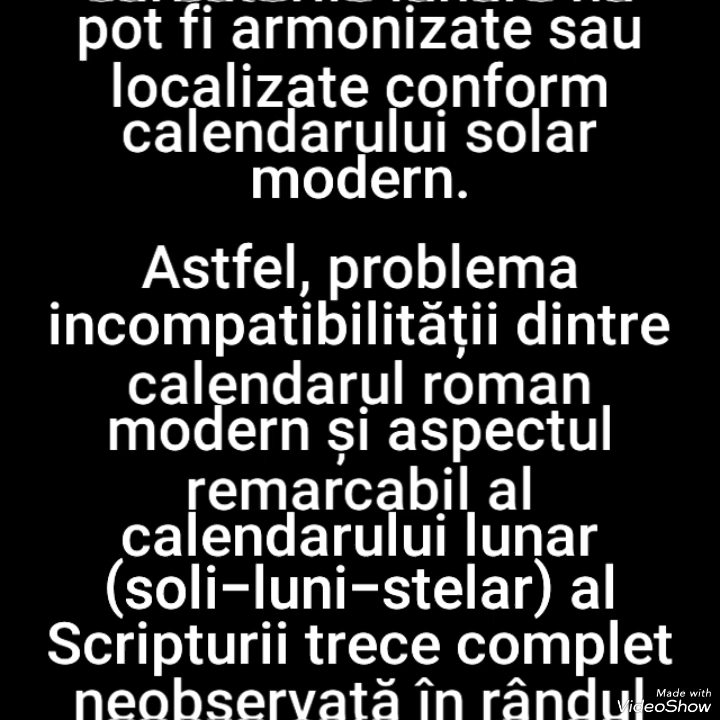 pot fi armonizate sau
localizate conform
calendarului solar
modern.
Astfel, problema
incompatibilității dintre
calendarul roman
modern și aspectul
remarcabil al
calendarului lunar
(soli-luni-stelar) al
Scripturii trece complet
neobservată în rândul
Made with
VideoShow